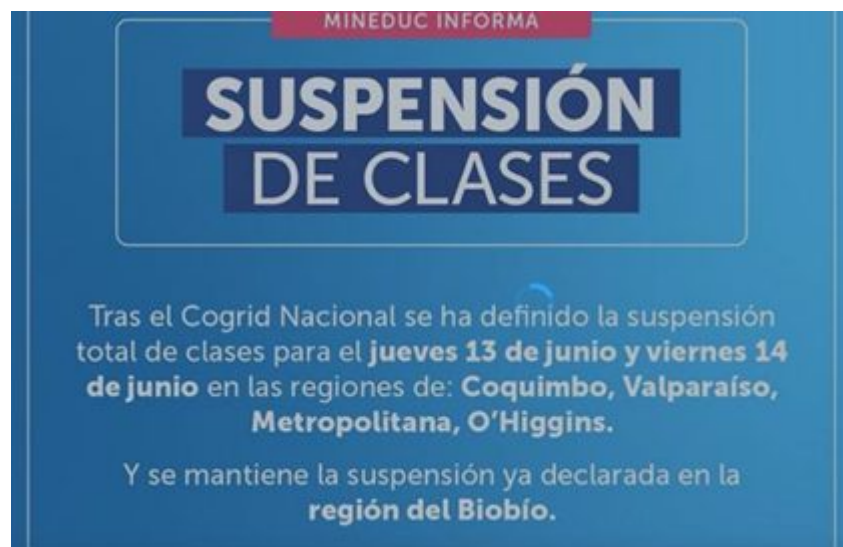 MINEDUC INFORMA
SUSPENSIÓN
DE CLASES
Tras el Cogrid Nacional se ha definido la suspensión
total de clases para el jueves 13 de junio y viernes 14
de junio en las regiones de: Coquimbo, Valparaíso,
Metropolitana, O'Higgins.
Y se mantiene la suspensión ya declarada en la
región del Biobío.